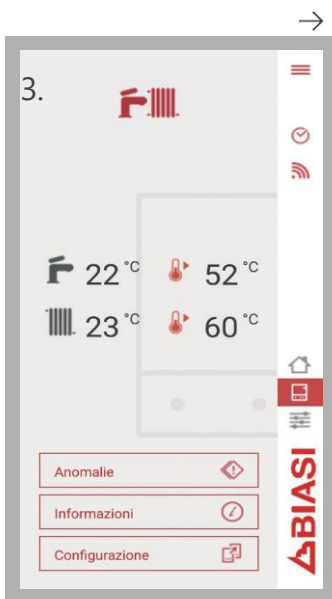 3.
22 °C 52 °C
23 °C 60 °C
Anomalie
Informazioni
Configurazione
BIASI